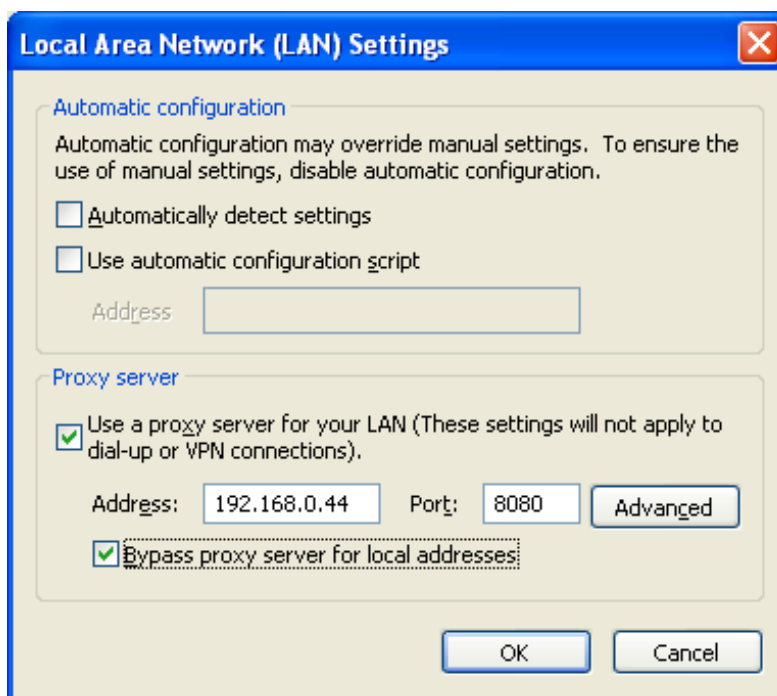 Local Area Network (LAN) Settings
Automatic configuration
Automatic configuration may override manual settings.  To ensure the
use of manual settings, disable automatic configuration.
Automatically detect settings
Use automatic configuration script
Address
Proxy server
Use a proxy server for your LAN (These settings will not apply to
dial-up or VPN connections).
Address: 192.168.0.44 Port: 8080 Advanced
Bypass proxy server for local addresses
OK Cancel